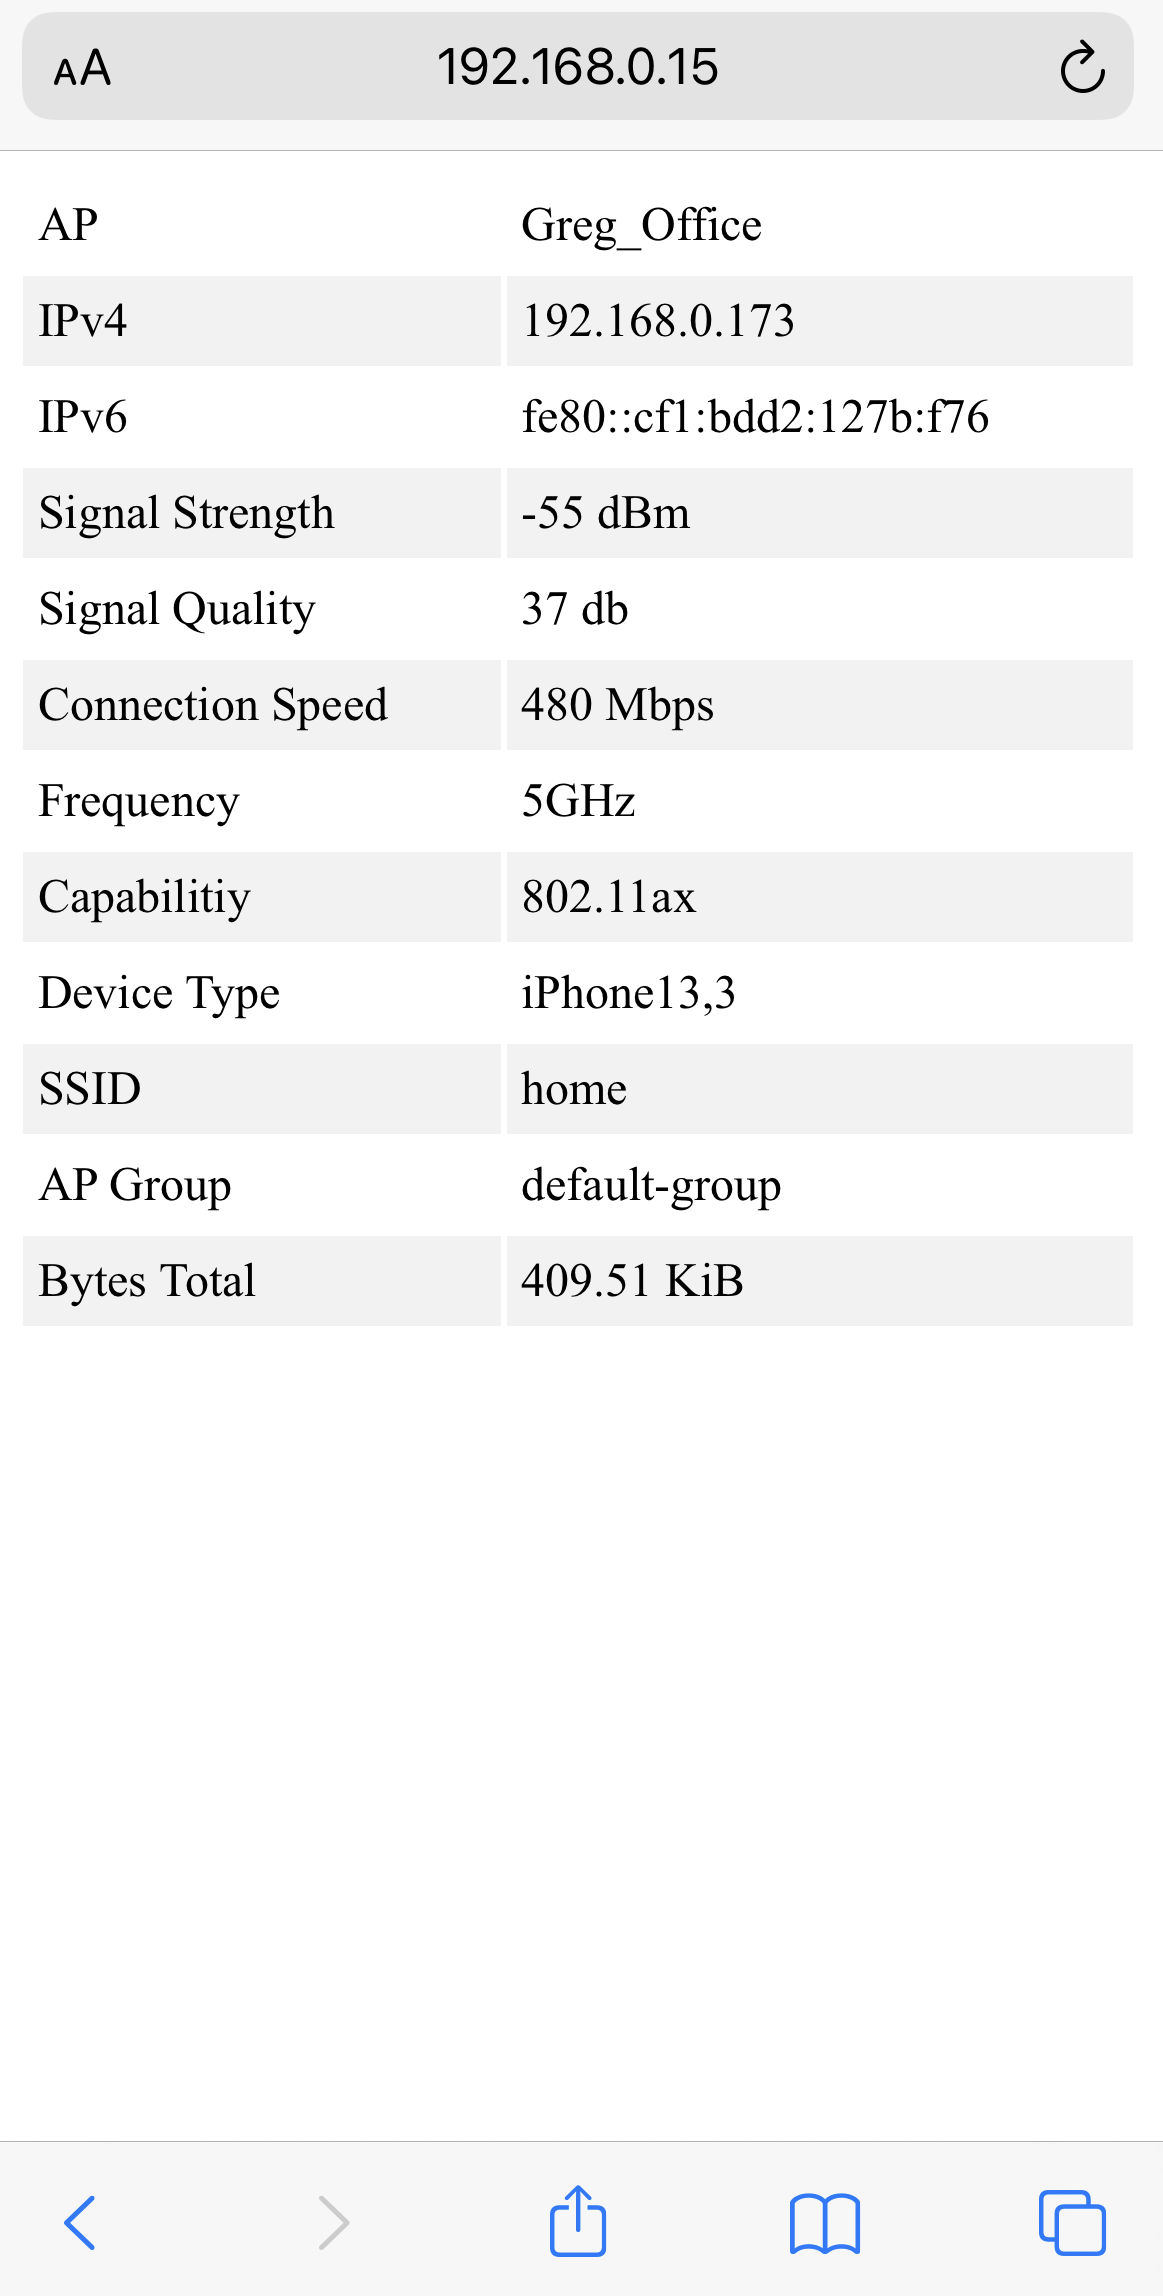 AA 192.168.0.15
AP Greg_Office
IPv4 192.168.0.173
IPv6 fe80::cf1:bdd2:127b:f76
Signal Strength -55 dBm
Signal Quality 37 db
Connection Speed 480 Mbps
Frequency 5GHz
Capabilitiy 802.11ax
Device Type iPhone13,3
SSID home
AP Group default-group
Bytes Total 409.51 KiB